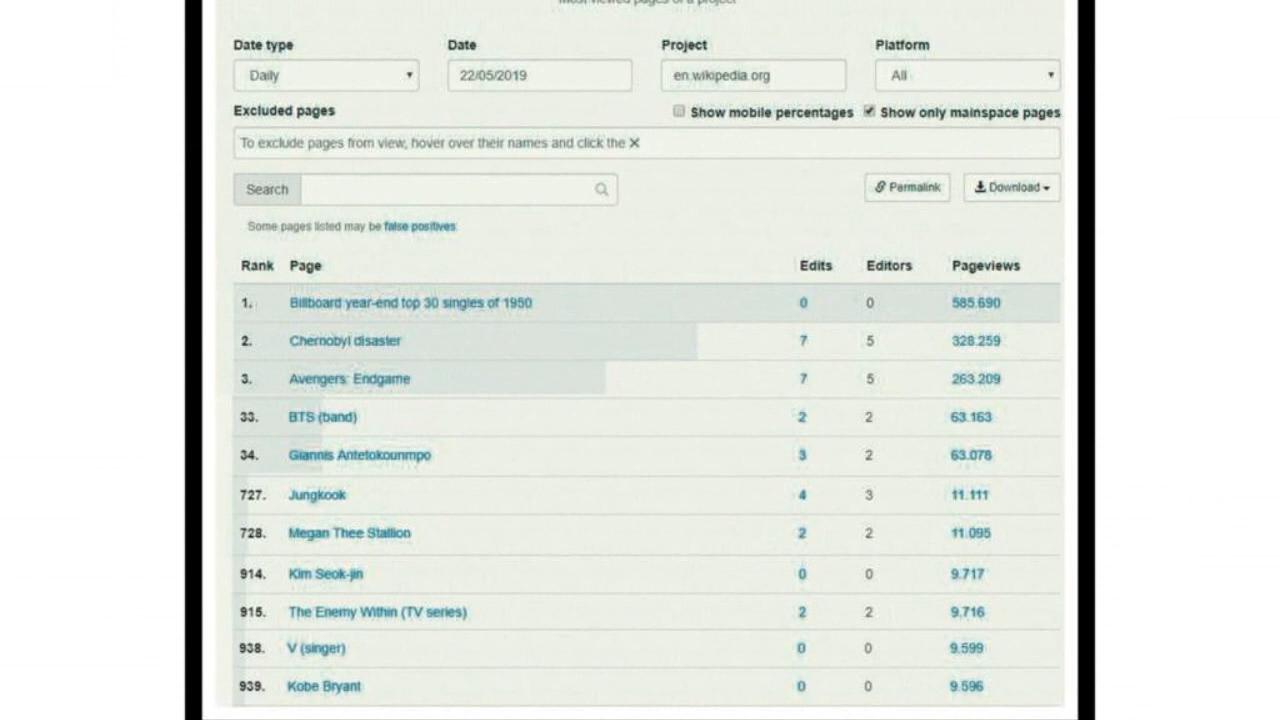 Most viewed pages of a project
Date type Date Project Platform
Daily 22/05/2019 en.wikipedia.org All
Excluded pages Show mobile percentages Show only mainspace pages
To exclude pages from view, hover over their names and click the ✕
Search Permalink Download
Some pages listed may be false positives.
Rank Page Edits Editors Pageviews
1. Billboard year-end top 30 singles of 1950 0 0 585.690
2. Chernobyl disaster 7 5 328.259
3. Avengers: Endgame 7 5 263.209
33. BTS (band) 2 2 63.163
34. Giannis Antetokounmpo 3 2 63.078
727. Jungkook 4 3 11.111
728. Megan Thee Stallion 2 2 11.095
914. Kim Seok-jin 0 0 9.717
915. The Enemy Within (TV series) 2 2 9.716
938. V (singer) 0 0 9.599
939. Kobe Bryant 0 0 9.596